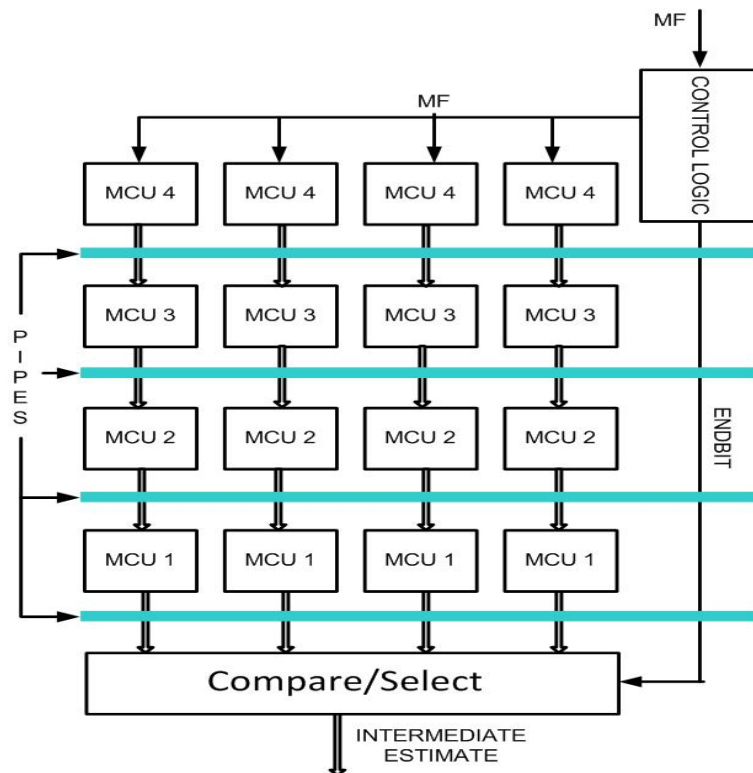 MF
CONTROL LOGIC
MF
MCU 4 MCU 4 MCU 4 MCU 4
MCU 3 MCU 3 MCU 3 MCU 3
PIPES
MCU 2 MCU 2 MCU 2 MCU 2
ENDBIT
MCU 1 MCU 1 MCU 1 MCU 1
Compare/Select
INTERMEDIATE
ESTIMATE